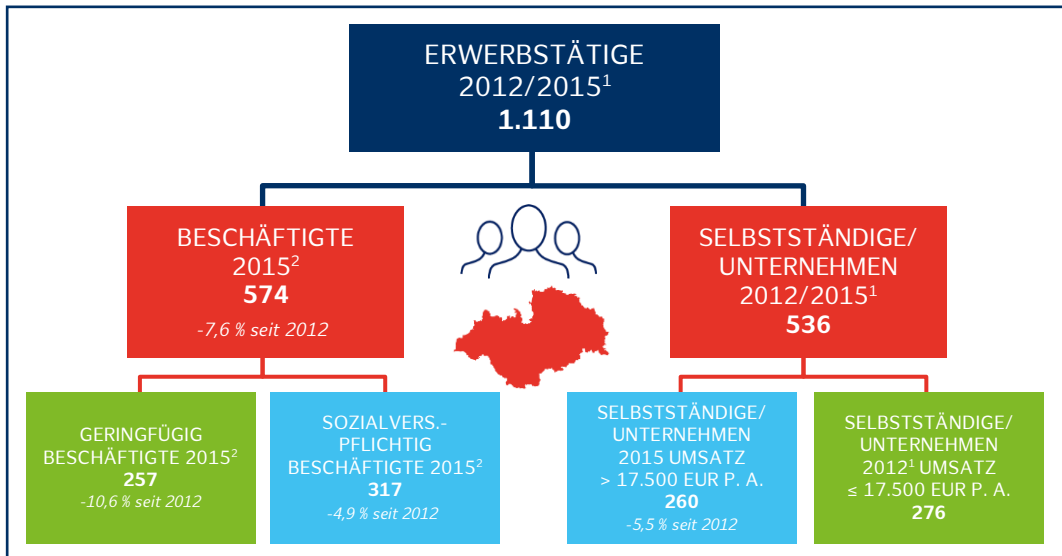 ERWERBSTÄTIGE
2012/2015¹
1.110
BESCHÄFTIGTE
2015²
574
-7,6 % seit 2012
SELBSTSTÄNDIGE/
UNTERNEHMEN
2012/2015¹
536
GERINGFÜGIG
BESCHÄFTIGTE 2015²
257
-10,6 % seit 2012
SOZIALVERS.-
PFLICHTIG
BESCHÄFTIGTE 2015²
317
-4,9 % seit 2012
SELBSTSTÄNDIGE/
UNTERNEHMEN
2015 UMSATZ
> 17.500 EUR P. A.
260
-5,5 % seit 2012
SELBSTSTÄNDIGE/
UNTERNEHMEN
2012¹ UMSATZ
≤ 17.500 EUR P. A.
276